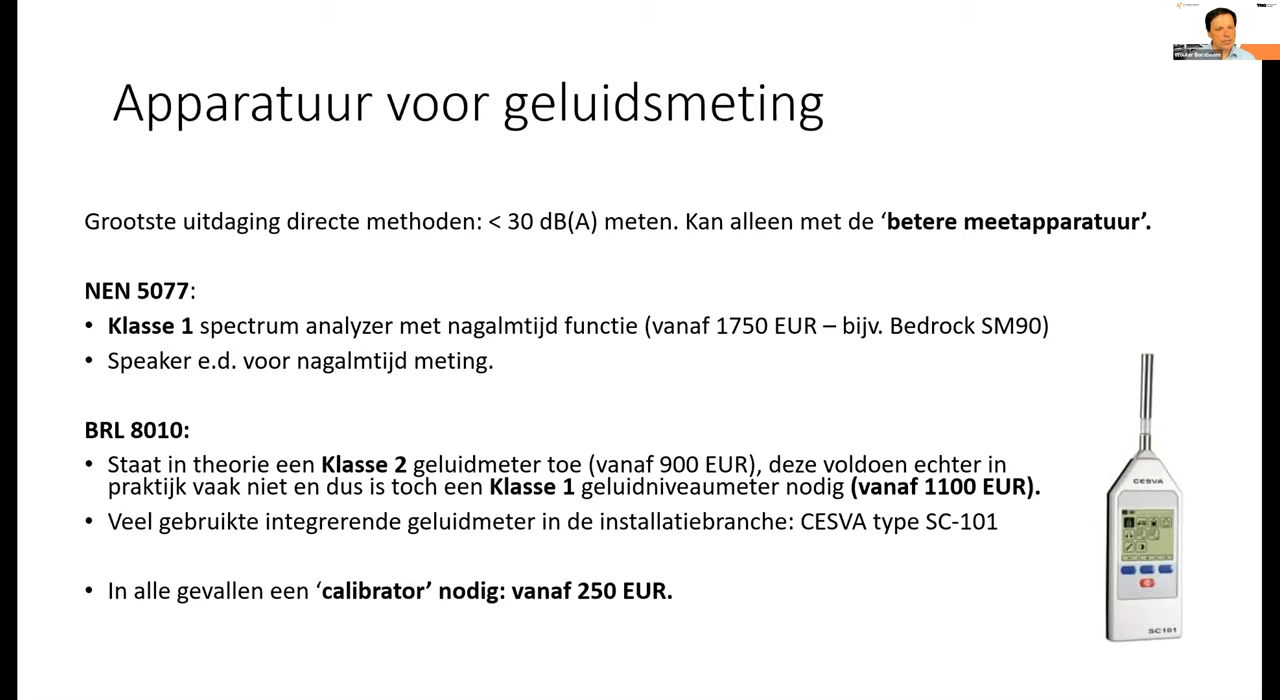 TNO
Wouter Borsboom
Apparatuur voor geluidsmeting
Grootste uitdaging directe methoden: < 30 dB(A) meten. Kan alleen met de ‘betere meetapparatuur’.
NEN 5077:
• Klasse 1 spectrum analyzer met nagalmtijd functie (vanaf 1750 EUR – bijv. Bedrock SM90)
• Speaker e.d. voor nagalmtijd meting.
BRL 8010:
• Staat in theorie een Klasse 2 geluidmeter toe (vanaf 900 EUR), deze voldoen echter in
praktijk vaak niet en dus is toch een Klasse 1 geluidniveaumeter nodig (vanaf 1100 EUR).
• Veel gebruikte integrerende geluidmeter in de installatiebranche: CESVA type SC-101
• In alle gevallen een ‘calibrator’ nodig: vanaf 250 EUR.
CESVA
SC101